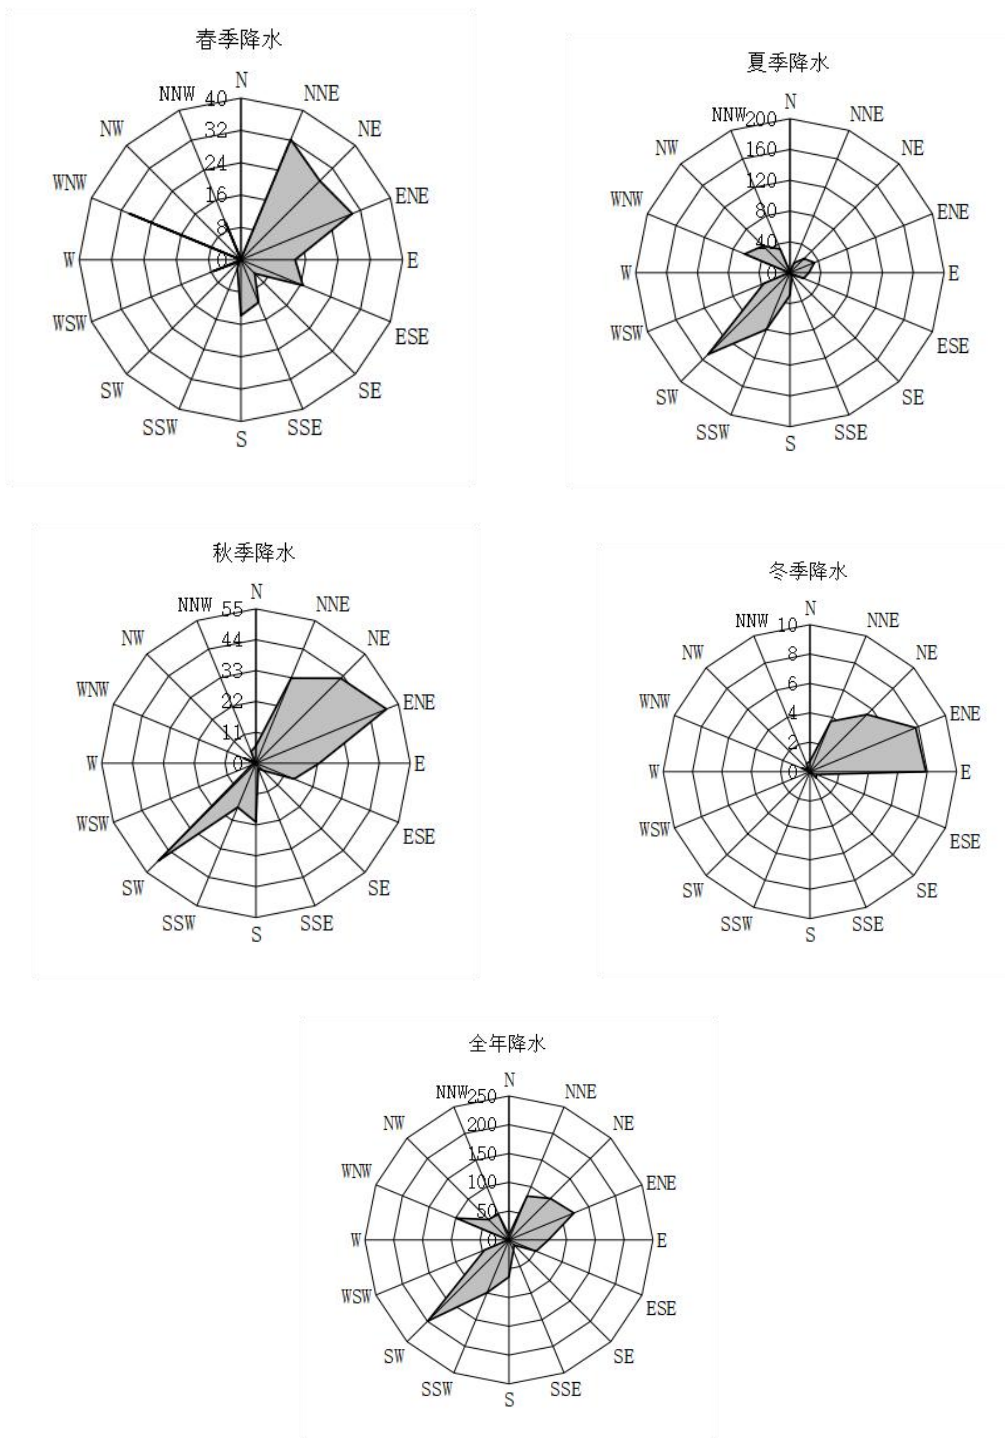 春季降水
N
NNE
NE
ENE
E
ESE
SE
SSE
S
SSW
SW
WSW
W
WNW
NW
NNW
40
32
24
16
8
0
夏季降水
N
NNE
NE
ENE
E
ESE
SE
SSE
S
SSW
SW
WSW
W
WNW
NW
NNW
200
160
120
80
40
0
秋季降水
N
NNE
NE
ENE
E
ESE
SE
SSE
S
SSW
SW
WSW
W
WNW
NW
NNW
55
44
33
22
11
0
冬季降水
N
NNE
NE
ENE
E
ESE
SE
SSE
S
SSW
SW
WSW
W
WNW
NW
NNW
10
8
6
4
2
0
全年降水
N
NNE
NE
ENE
E
ESE
SE
SSE
S
SSW
SW
WSW
W
WNW
NW
NNW
250
200
150
100
50
0